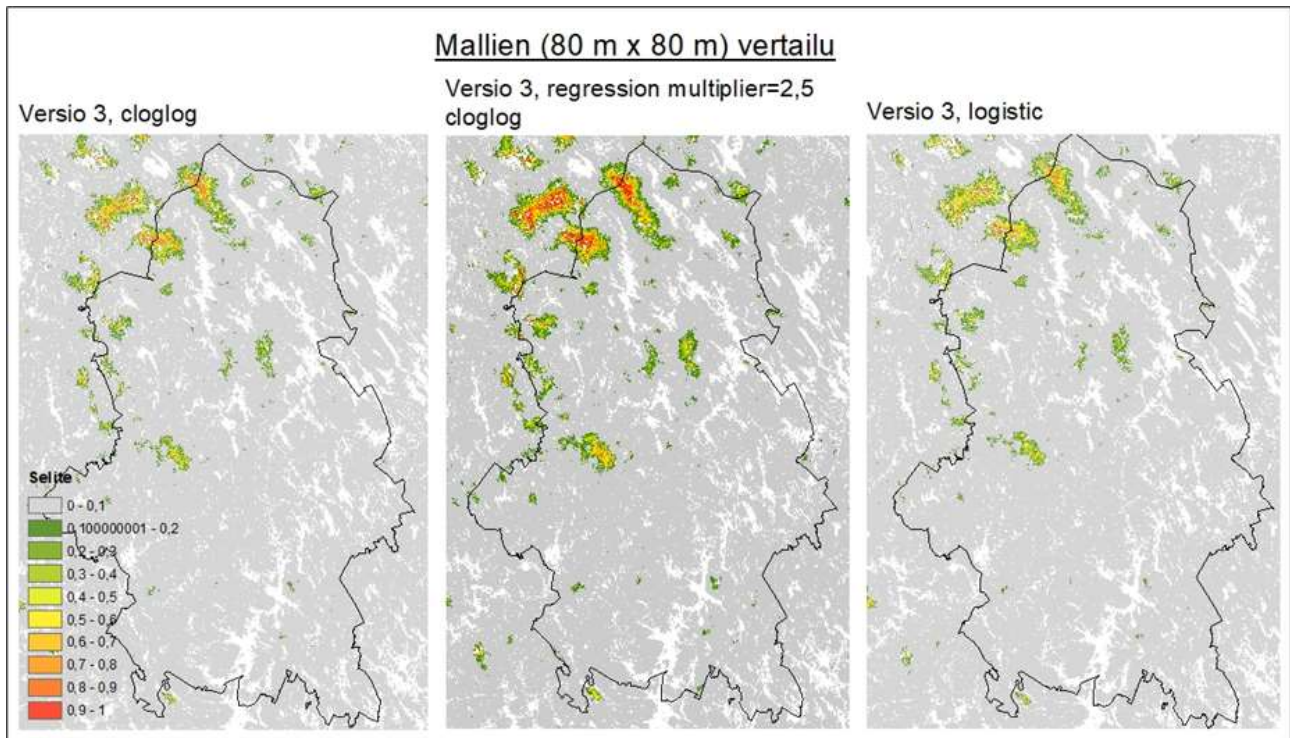 Mallien (80 m x 80 m) vertailu
Versio 3, cloglog
Versio 3, regression multiplier=2,5
cloglog
Versio 3, logistic
Selite
0 - 0,1
0,100000001 - 0,2
0,2 - 0,3
0,3 - 0,4
0,4 - 0,5
0,5 - 0,6
0,6 - 0,7
0,7 - 0,8
0,8 - 0,9
0,9 - 1